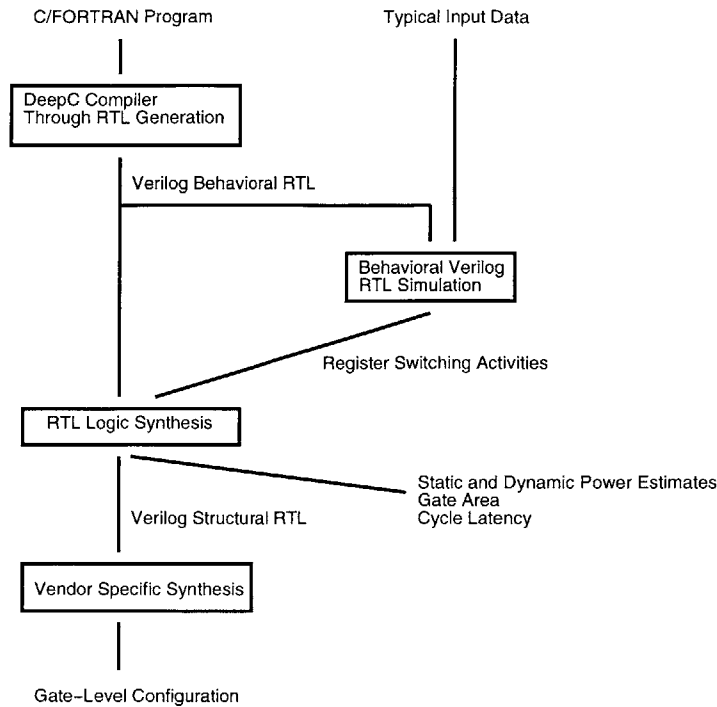 C/FORTRAN Program
Typical Input Data
DeepC Compiler
Through RTL Generation
Verilog Behavioral RTL
Behavioral Verilog
RTL Simulation
Register Switching Activities
RTL Logic Synthesis
Static and Dynamic Power Estimates
Gate Area
Cycle Latency
Verilog Structural RTL
Vendor Specific Synthesis
Gate-Level Configuration